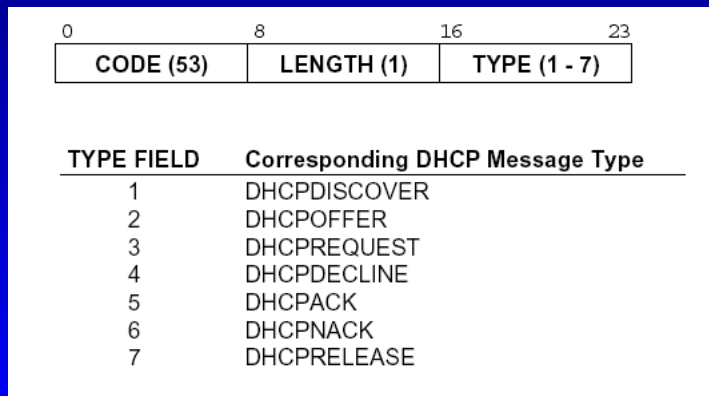 0 8 16 23
CODE (53) LENGTH (1) TYPE (1 - 7)
TYPE FIELD Corresponding DHCP Message Type
1 DHCPDISCOVER
2 DHCPOFFER
3 DHCPREQUEST
4 DHCPDECLINE
5 DHCPACK
6 DHCPNACK
7 DHCPRELEASE